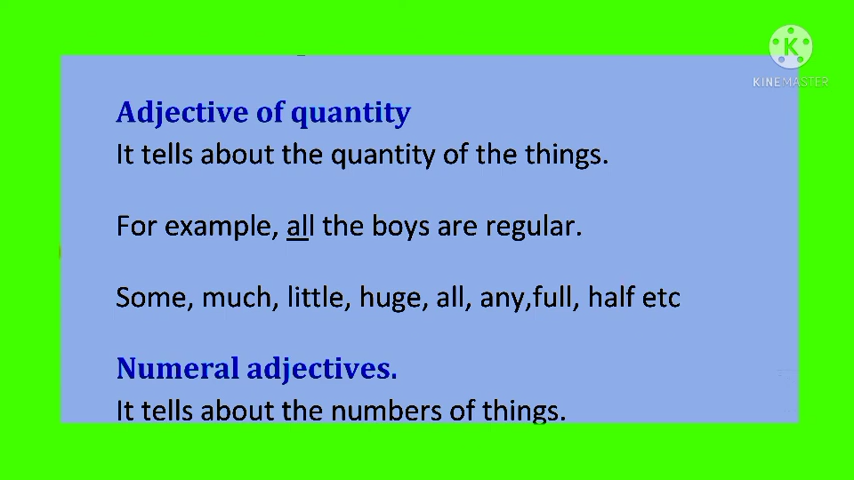 KINEMASTER
Adjective of quantity
It tells about the quantity of the things.
For example, all the boys are regular.
Some, much, little, huge, all, any,full, half etc
Numeral adjectives.
It tells about the numbers of things.